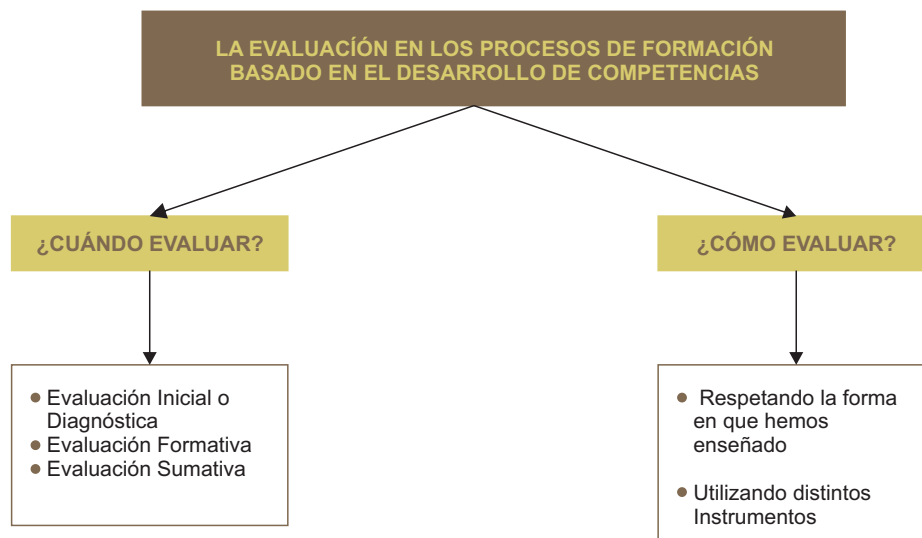 LA EVALUACÍÓN EN LOS PROCESOS DE FORMACIÓN
BASADO EN EL DESARROLLO DE COMPETENCIAS
¿CUÁNDO EVALUAR?
¿CÓMO EVALUAR?
● Evaluación Inicial o
Diagnóstica
● Evaluación Formativa
● Evaluación Sumativa
● Respetando la forma
en que hemos
enseñado
● Utilizando distintos
Instrumentos